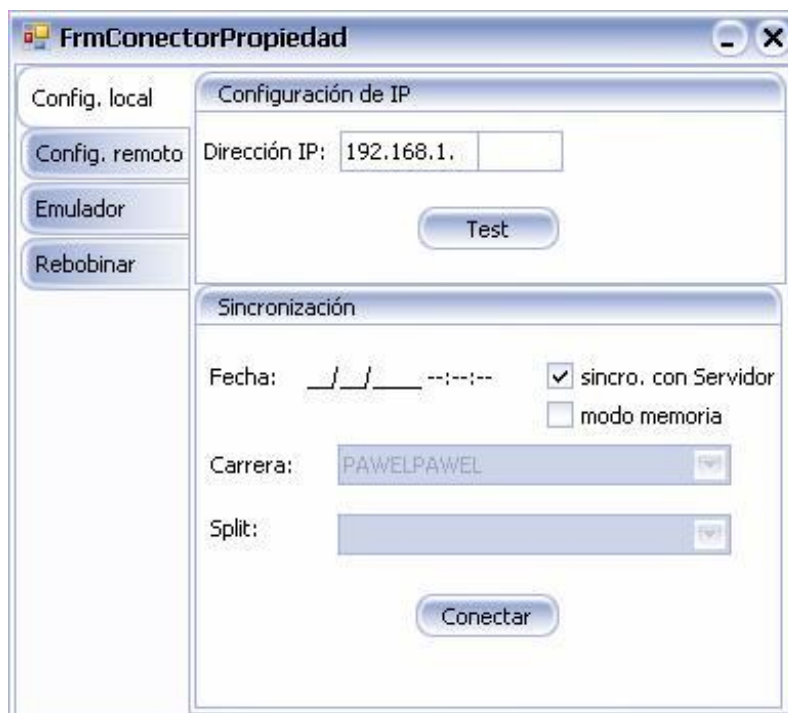 FrmConectorPropiedad
Config. local
Config. remoto
Emulador
Rebobinar
Configuración de IP
Dirección IP: 192.168.1.
Test
Sincronización
Fecha: __/__/____ --:--:-- sincro. con Servidor
modo memoria
Carrera: PAWELPAWEL
Split:
Conectar